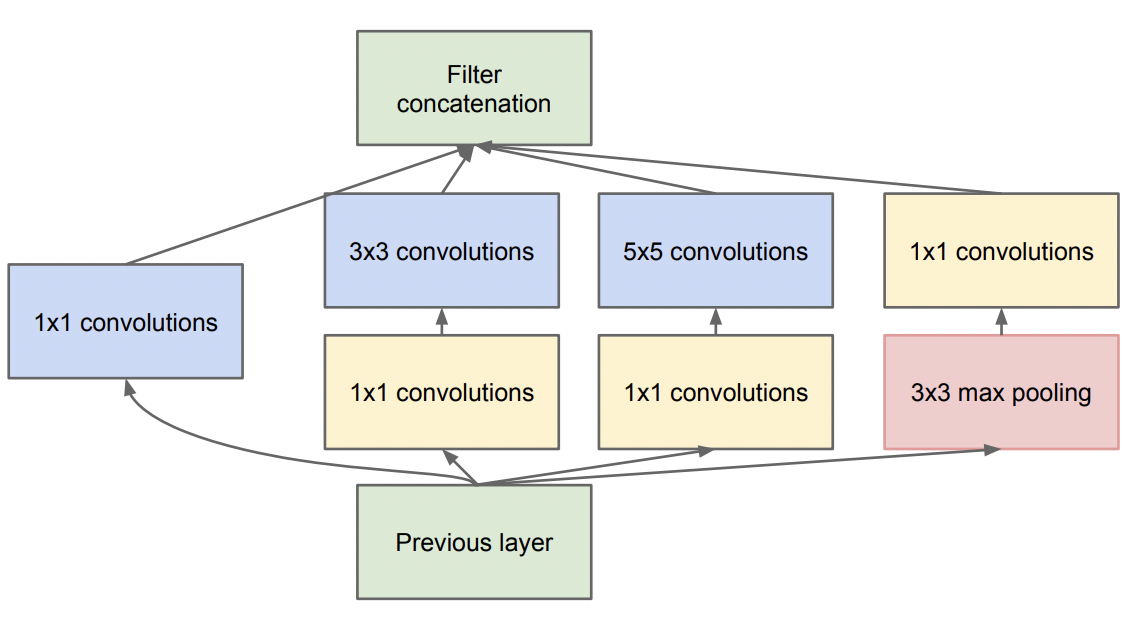 Filter
concatenation
3x3 convolutions
5x5 convolutions
1x1 convolutions
1x1 convolutions
1x1 convolutions
1x1 convolutions
3x3 max pooling
Previous layer